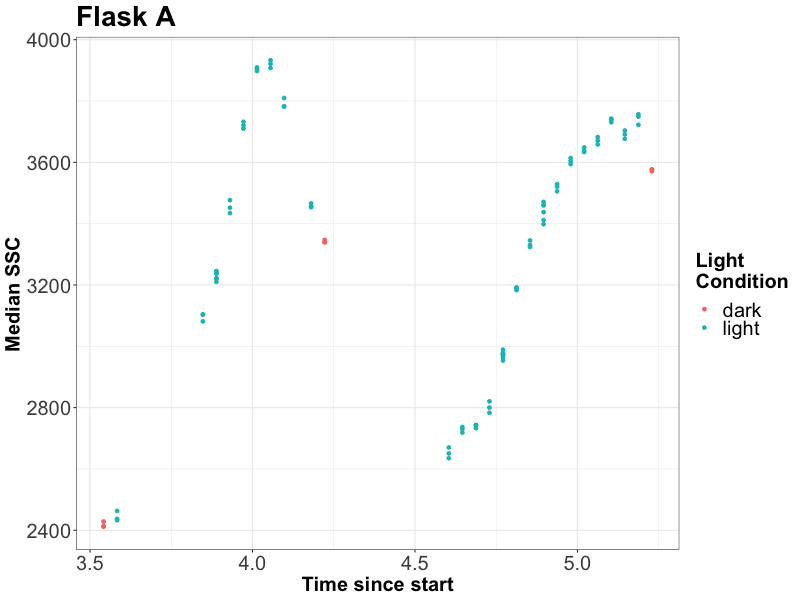 Flask A
4000
3600
3200
2800
2400
Median SSC
3.5 4.0 4.5 5.0
Time since start
Light
Condition
dark
light